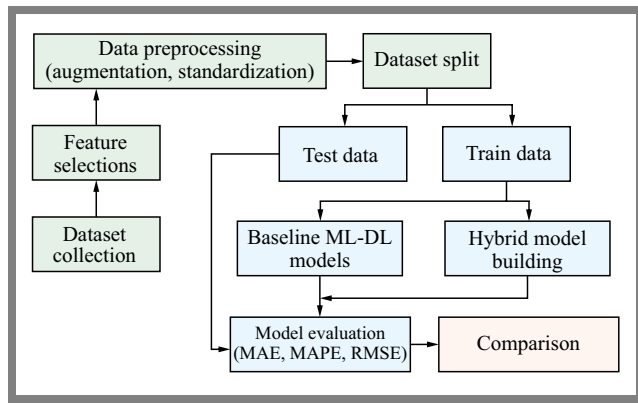 Data preprocessing
(augmentation, standardization)
Dataset split
Feature
selections
Test data
Train data
Dataset
collection
Baseline ML-DL
models
Hybrid model
building
Model evaluation
(MAE, MAPE, RMSE)
Comparison